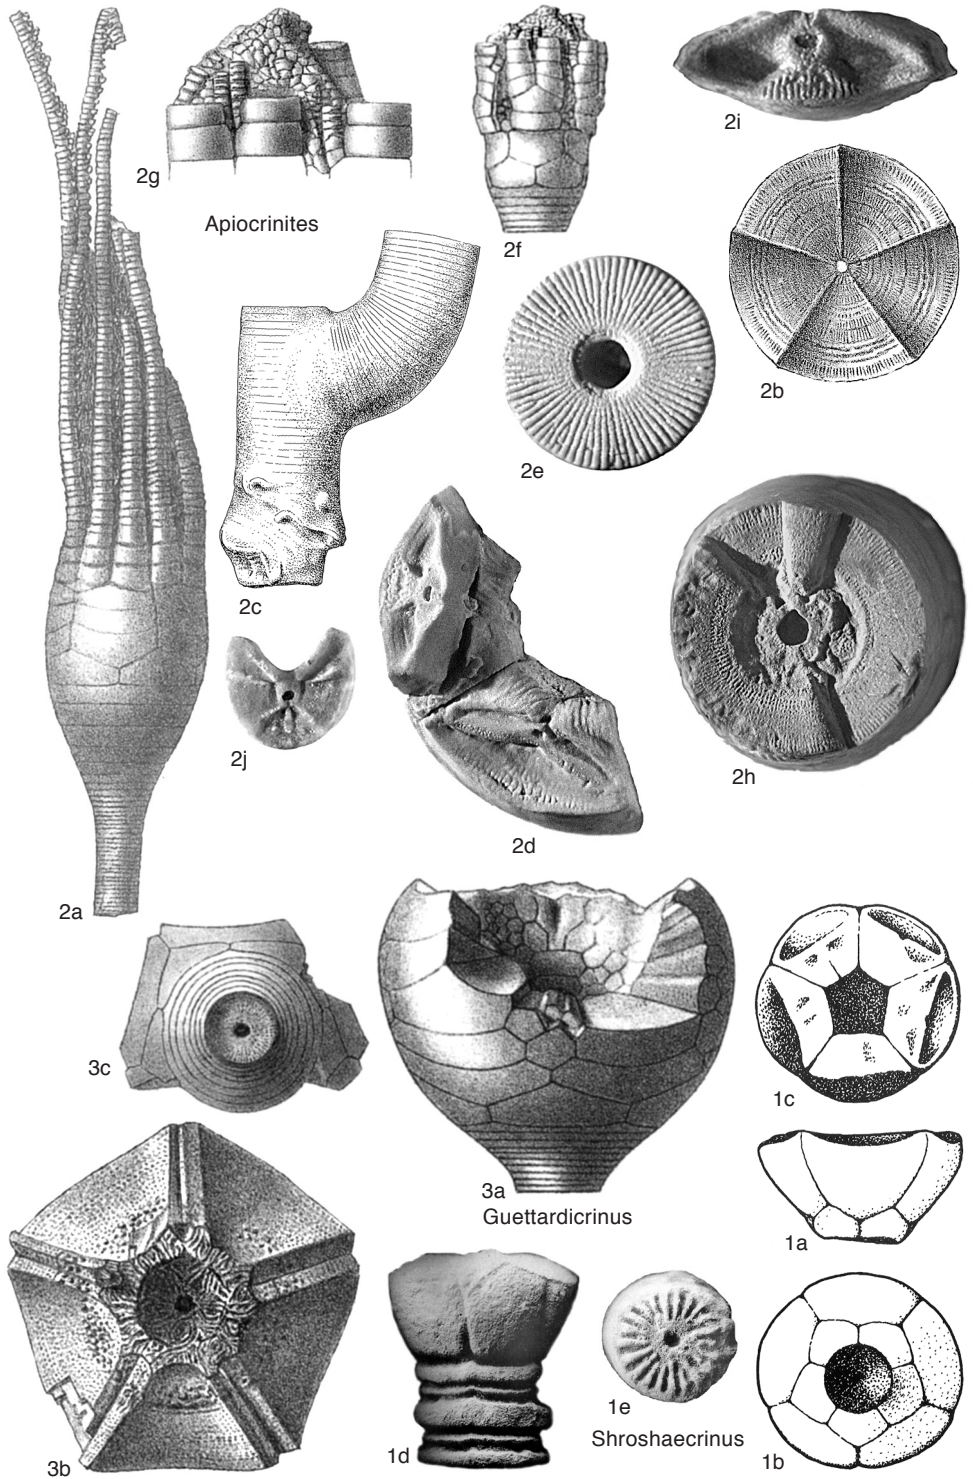 2i
2g
Apiocrinites
2f
2b
2e
2c
2j
2h
2d
2a
3c
1c
3a
Guettardicrinus
1a
1e
Shroshaecrinus
3b
1d
1b